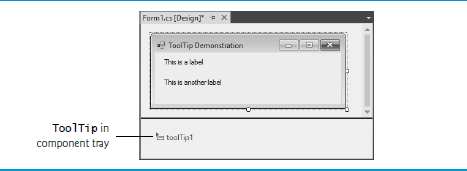 Form1.cs [Design]*
ToolTip Demonstration
This is a label
This is another label
ToolTip in
component tray
toolTip1